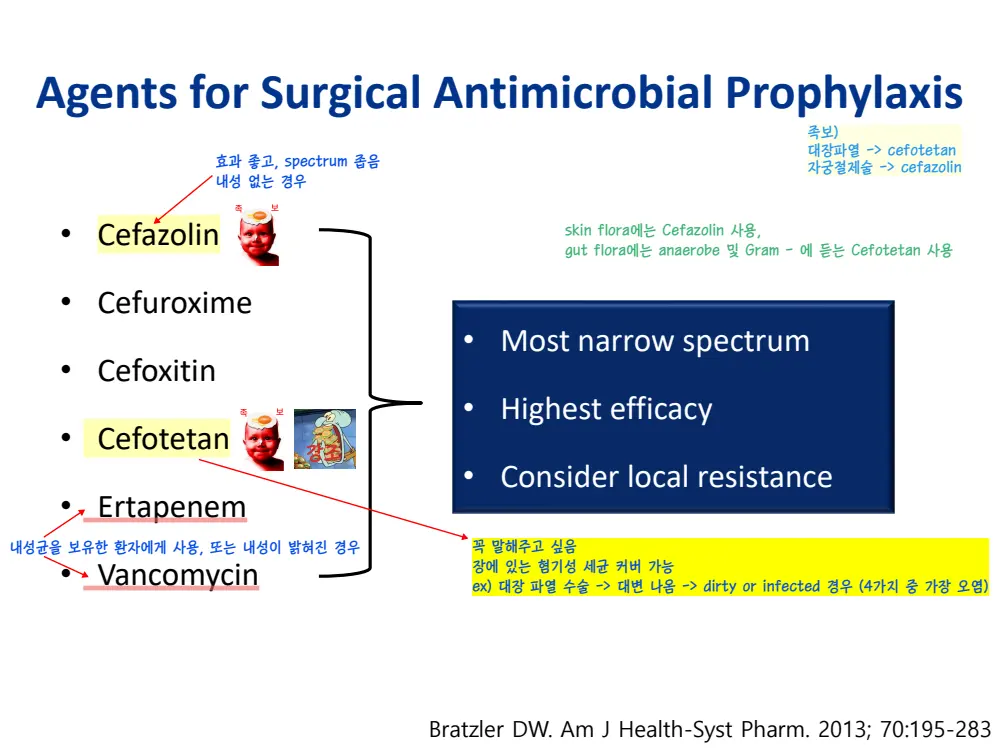 Agents for Surgical Antimicrobial Prophylaxis
족보)
대장파열 -> cefotetan
자궁절제술 -> cefazolin
효과 좋고, spectrum 좁음
내성 없는 경우
• Cefazolin
족 보
skin flora에는 Cefazolin 사용,
gut flora에는 anaerobe 및 Gram - 에 듣는 Cefotetan 사용
• Cefuroxime
• Cefoxitin
• Cefotetan
족 보
강조
• Ertapenem
내성균을 보유한 환자에게 사용, 또는 내성이 밝혀진 경우
• Vancomycin
• Most narrow spectrum
• Highest efficacy
• Consider local resistance
꼭 말해주고 싶음
장에 있는 혐기성 세균 커버 가능
ex) 대장 파열 수술 -> 대변 나옴 -> dirty or infected 경우 (4가지 중 가장 오염)
Bratzler DW. Am J Health-Syst Pharm. 2013; 70:195-283